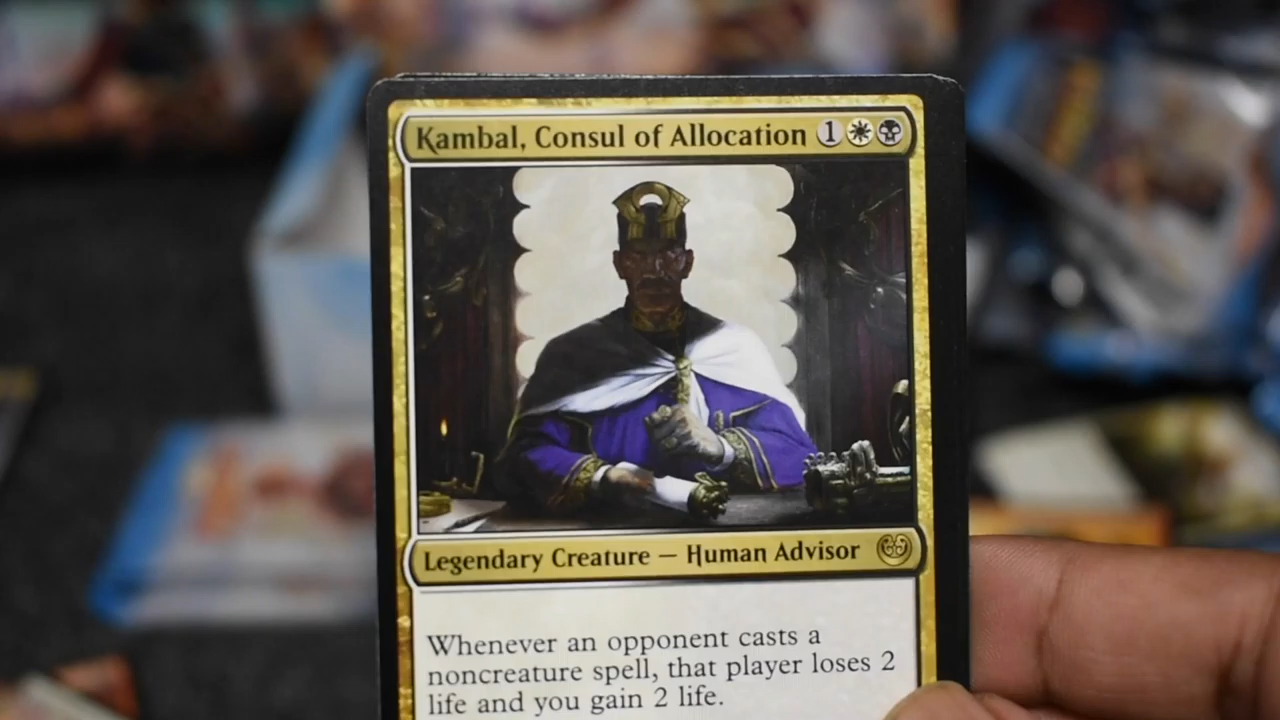 Kambal, Consul of Allocation 1
Legendary Creature — Human Advisor
Whenever an opponent casts a
noncreature spell, that player loses 2
life and you gain 2 life.